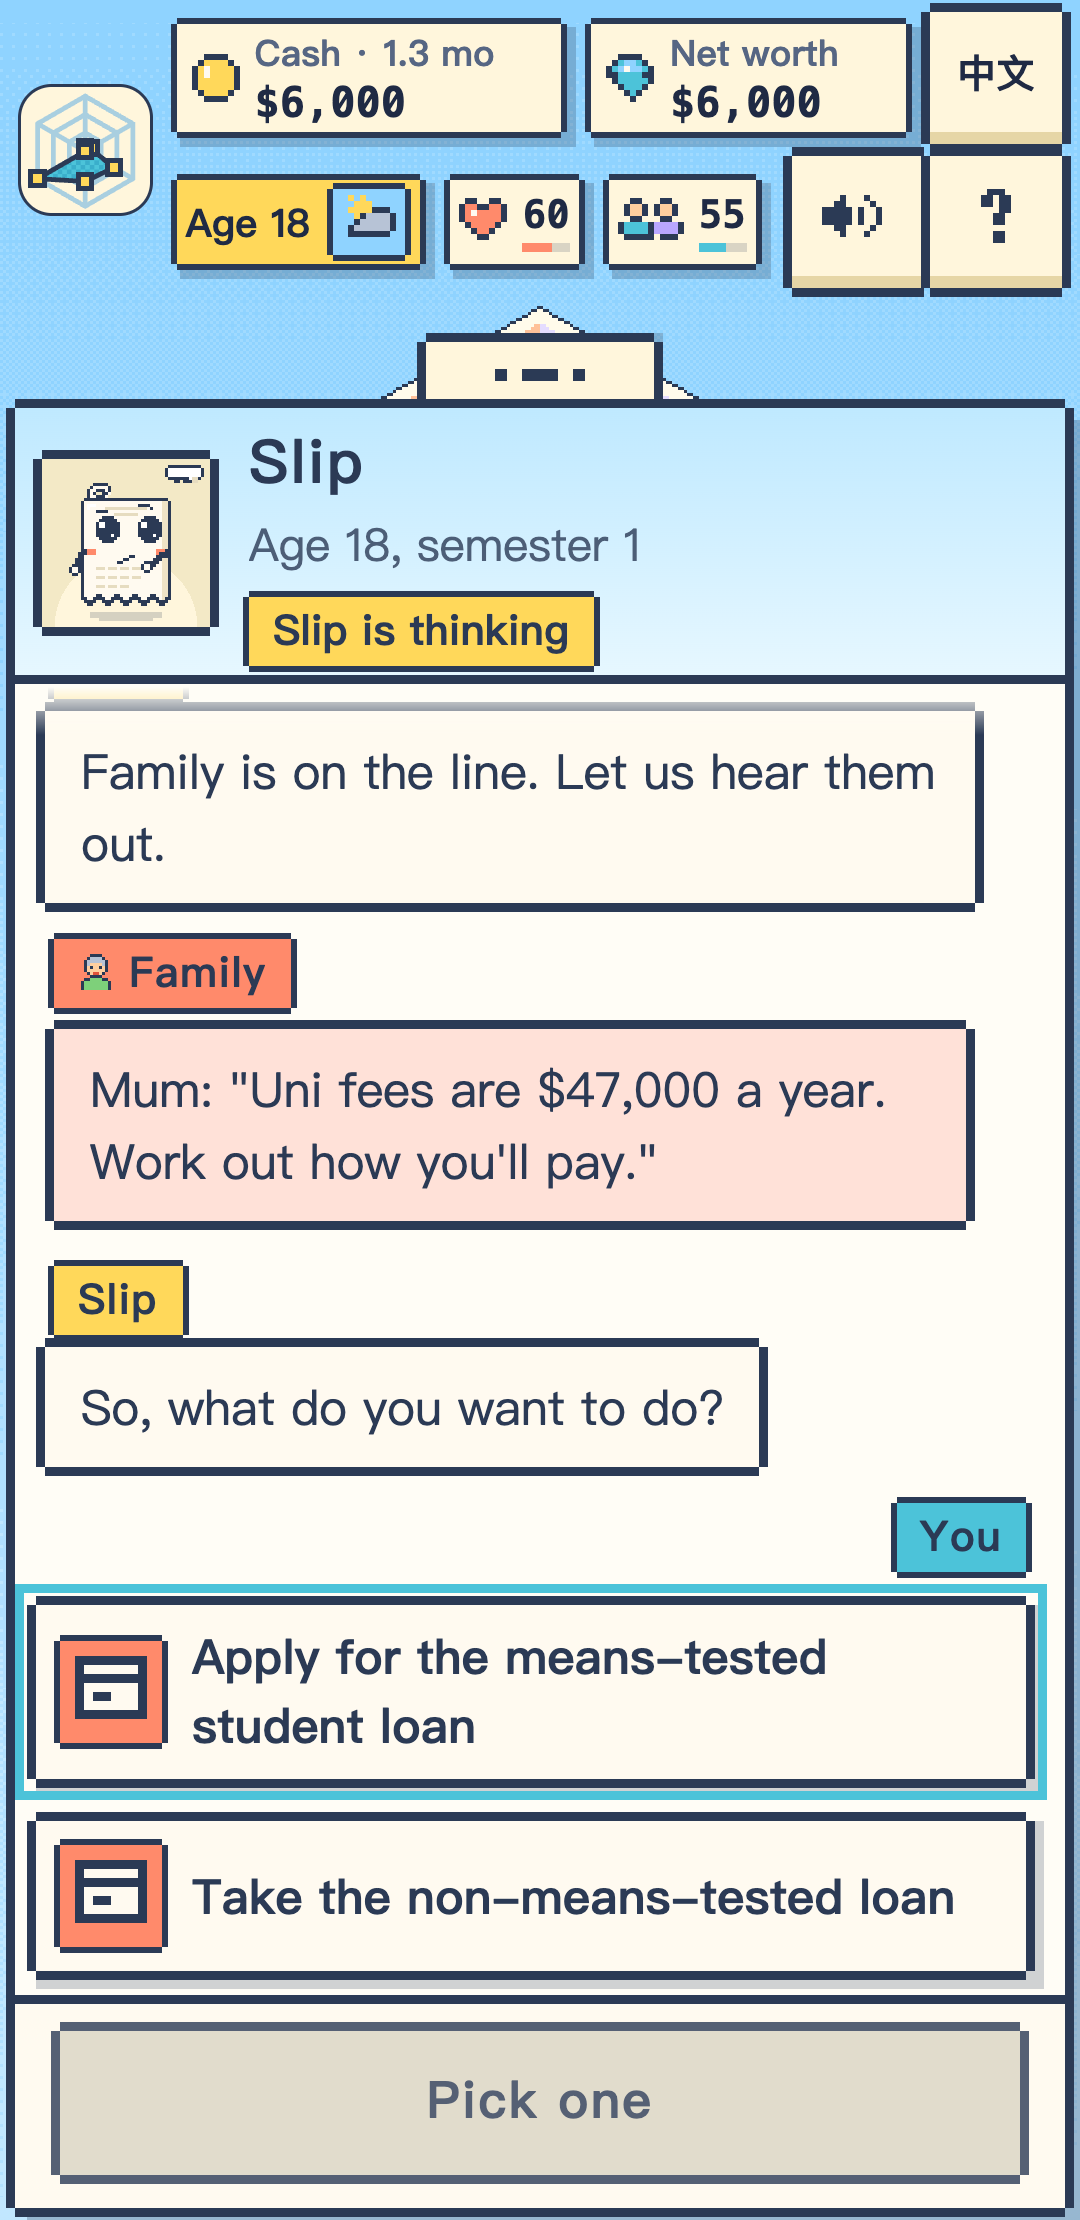 Cash · 1.3 mo
$6,000
Net worth
$6,000
中文
Age 18
60
55
?
Slip
Age 18, semester 1
Slip is thinking
Family is on the line. Let us hear them
out.
Family
Mum: "Uni fees are $47,000 a year.
Work out how you'll pay."
Slip
So, what do you want to do?
You
Apply for the means-tested
student loan
Take the non-means-tested loan
Pick one